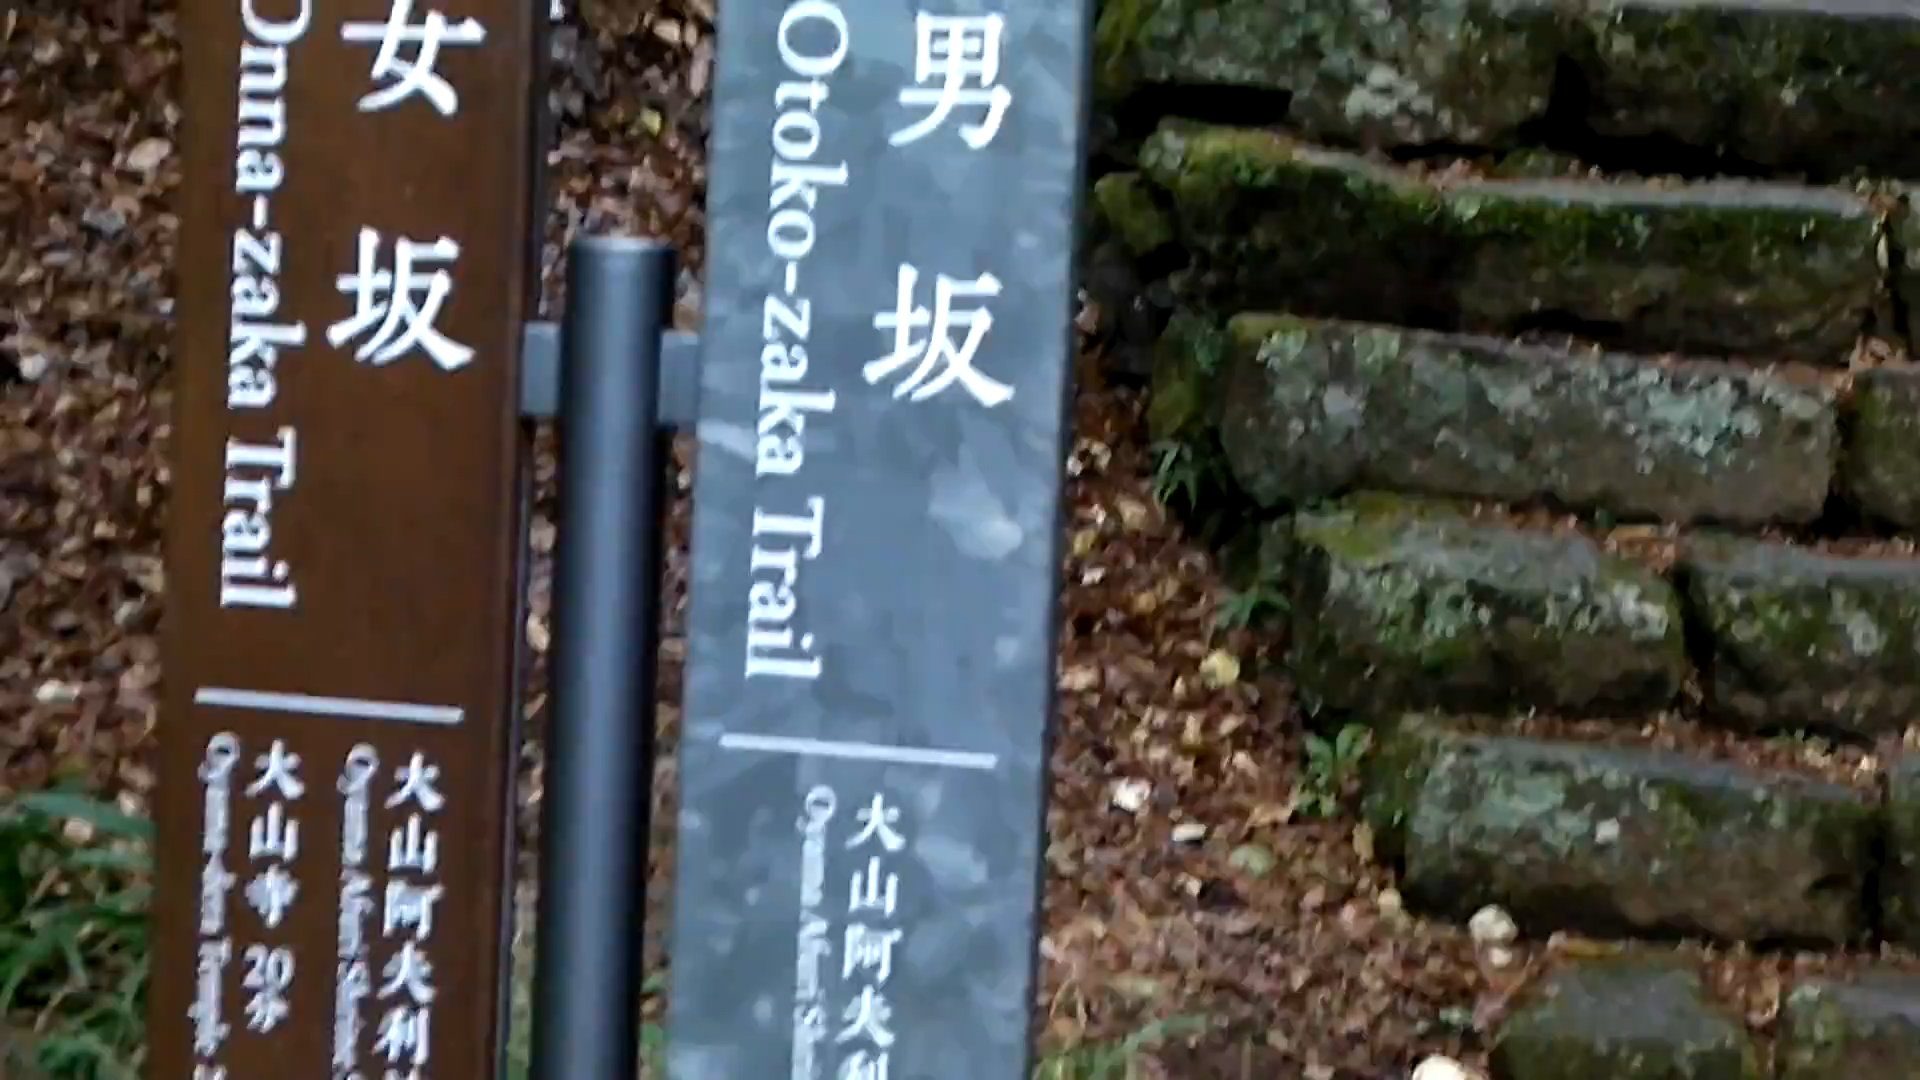 女坂
Onna-zaka Trail
大山阿夫利
大山寺 20分
男坂
Otoko-zaka Trail
大山阿夫利